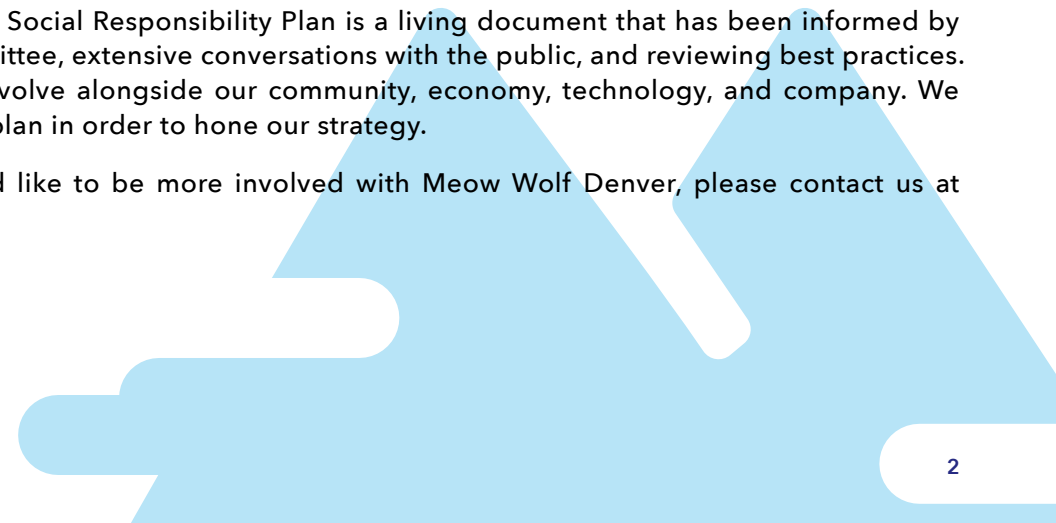 Social Responsibility Plan is a living document that has been informed by
ittee, extensive conversations with the public, and reviewing best practices.
volve alongside our community, economy, technology, and company. We
plan in order to hone our strategy.
d like to be more involved with Meow Wolf Denver, please contact us at
2